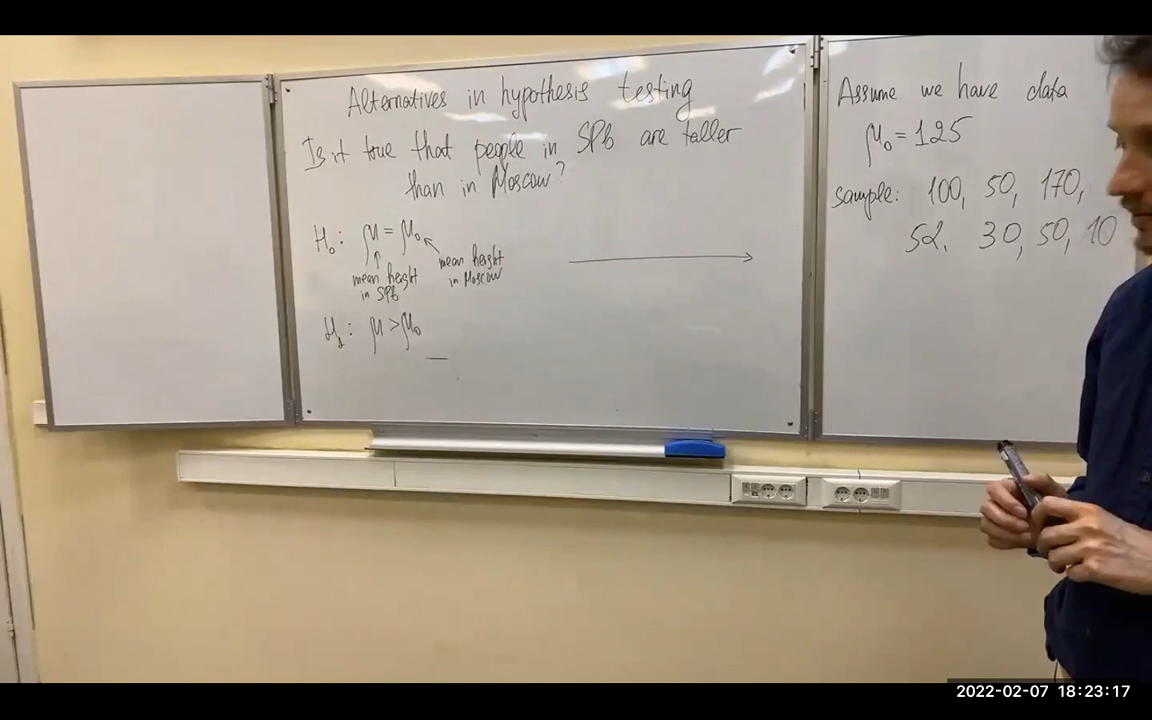 Alternatives in hypothesis testing
Is it true that people in SPb are taller
than in Moscow?
H₀: μ = μ₀
mean height
in SPb
mean height
in Moscow
H₁: μ > μ₀
Assume we have data
μ₀ = 125
sample: 100, 50, 170,
52, 30, 50, 10
2022-02-07 18:23:17